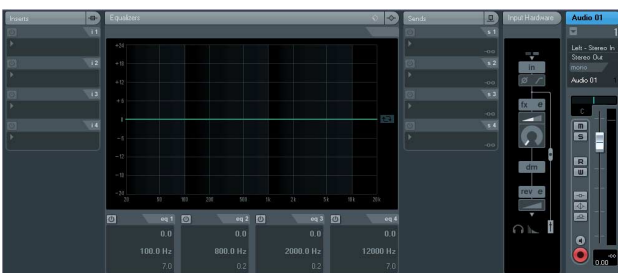 Inserts
i 1
i 2
i 3
i 4
Equalizers
+24
+18
+12
+6
0
-12
-18
-24
20
50
100
200
500
1k
2k
5k
10k
20k
eq 1
0.0
100.0 Hz
7.0
eq 2
0.0
800.0 Hz
0.2
eq 3
0.0
2000.0 Hz
0.2
eq 4
0.0
12000 Hz
7.0
Sends
s 1
-oo
s 2
-oo
s 3
-oo
s 4
-oo
Input Hardware
in
fx e
dm
rev e
Audio 01
1
Left - Stereo In
Stereo Out
mono
Audio 01
C
m
S
R
W
0.00
-oo